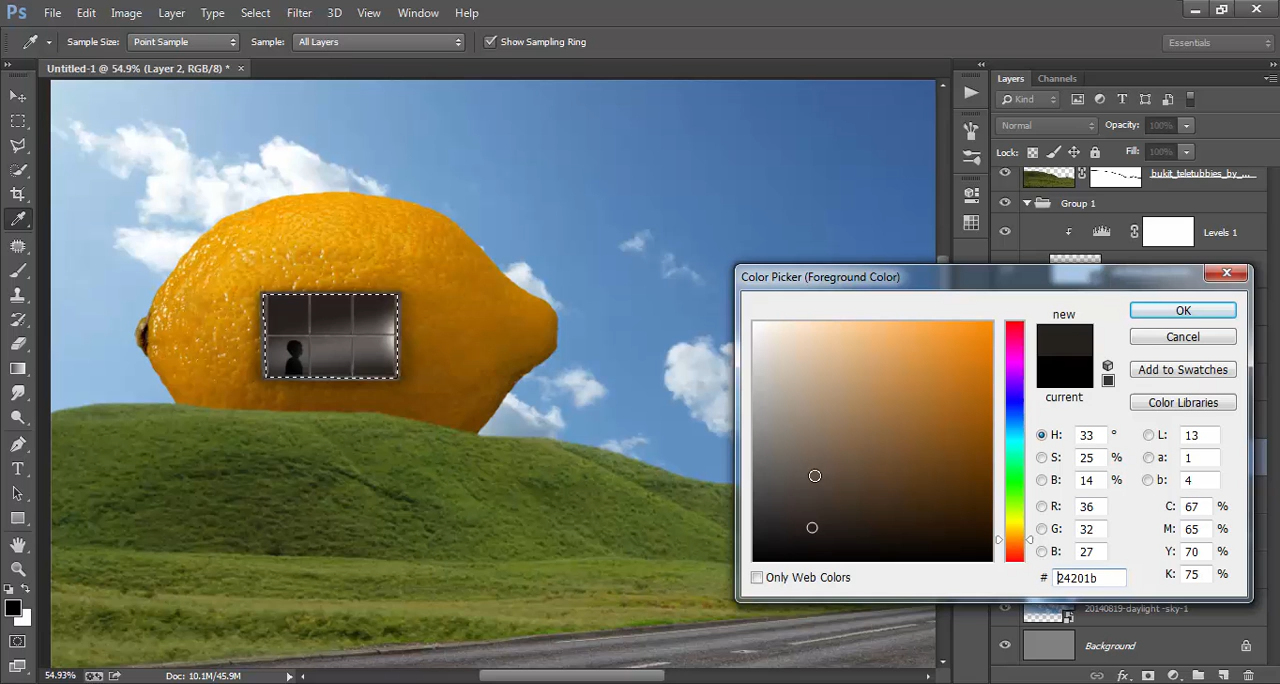 Ps File Edit Image Layer Type Select Filter 3D View Window Help
Sample Size: Point Sample Sample: All Layers Show Sampling Ring Essentials
Untitled-1 @ 54.9% (Layer 2, RGB/8) * ×
Layers Channels
Kind
Normal Opacity: 100%
Lock: Fill: 100%
bukit_teletubbies_by_...
Group 1
Levels 1
Color Picker (Foreground Color)
new
current
OK
Cancel
Add to Swatches
Color Libraries
H: 33 ° L: 13
S: 25 % a: 1
B: 14 % b: 4
R: 36 C: 67 %
G: 32 M: 65 %
B: 27 Y: 70 %
Only Web Colors # 24201b K: 75 %
20140819-daylight -sky-1
Background
54.93% Doc: 10.1M/45.9M fx